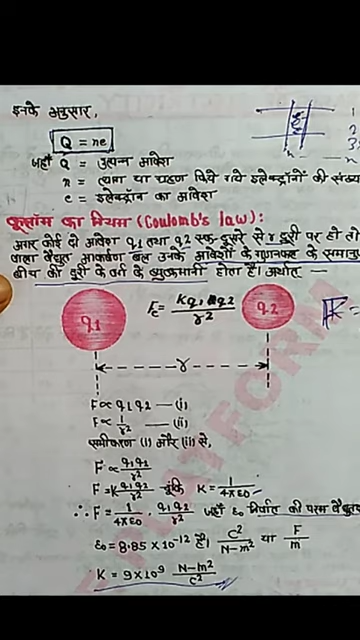 इनके अनुसार,
Q = ne
जहाँ Q = उत्पन्न आवेश
n = त्यागा या ग्रहण किये गये इलेक्ट्रॉनों की संख्य
e = इलेक्ट्रॉन का आवेश
कूलॉम का नियम (Coulomb's law):
अगर कोई दो आवेश q1 तथा q2 एक-दूसरे से r दूरी पर हो तो
वाला वैद्युत आकर्षण बल उनके आवेशों के गुणनफल के समानु
बीच की दूरी के वर्ग के व्युत्क्रमानुपाती होता है। अर्थात —
q1
F = kq1q2/r²
q2
K =
r
F ∝ q1q2 — (i)
F ∝ 1/r² — (ii)
समीकरण (i) और (ii) से,
F ∝ q1q2/r²
F = K q1q2/r² चूंकि K = 1/4πε0
∴ F = 1/4πε0 . q1q2/r² जहाँ ε0 निर्वात की परम वैद्युत
ε0 = 8.85 × 10-12 है। C²/N-m² या F/m
K = 9 × 10⁹ N-m²/C²
PLATFORM